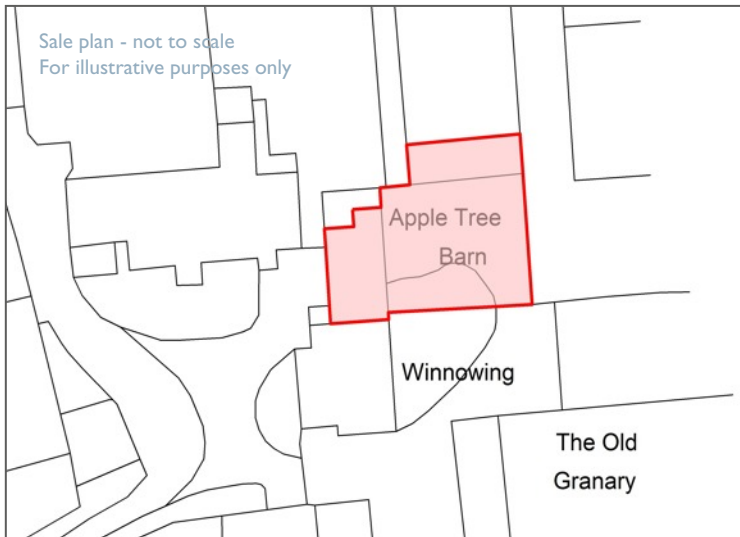 Sale plan - not to scale
For illustrative purposes only
Apple Tree
Barn
Winnowing
The Old
Granary